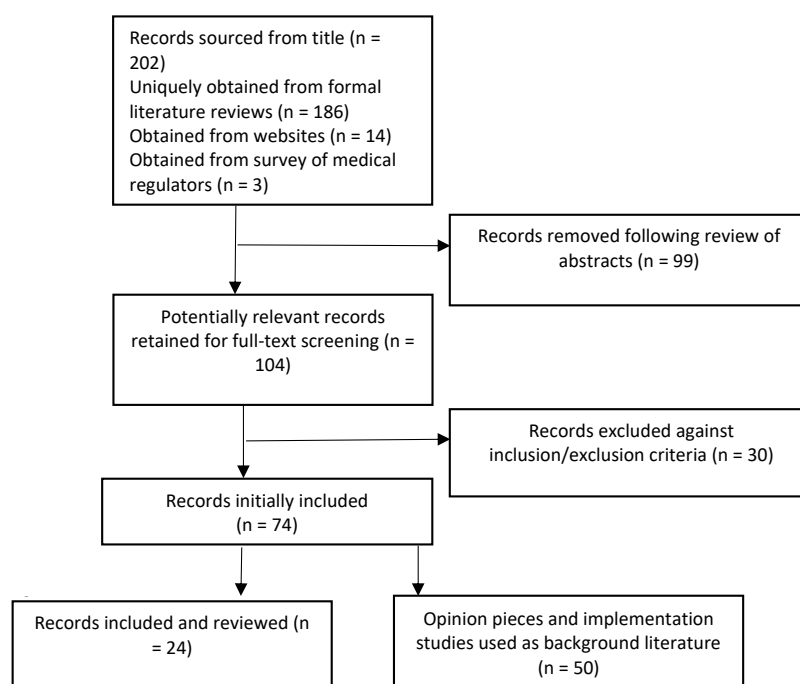 Records sourced from title (n =
202)
Uniquely obtained from formal
literature reviews (n = 186)
Obtained from websites (n = 14)
Obtained from survey of medical
regulators (n = 3)
Records removed following review of
abstracts (n = 99)
Potentially relevant records
retained for full-text screening (n =
104)
Records excluded against
inclusion/exclusion criteria (n = 30)
Records initially included
(n = 74)
Records included and reviewed (n
= 24)
Opinion pieces and implementation
studies used as background literature
(n = 50)